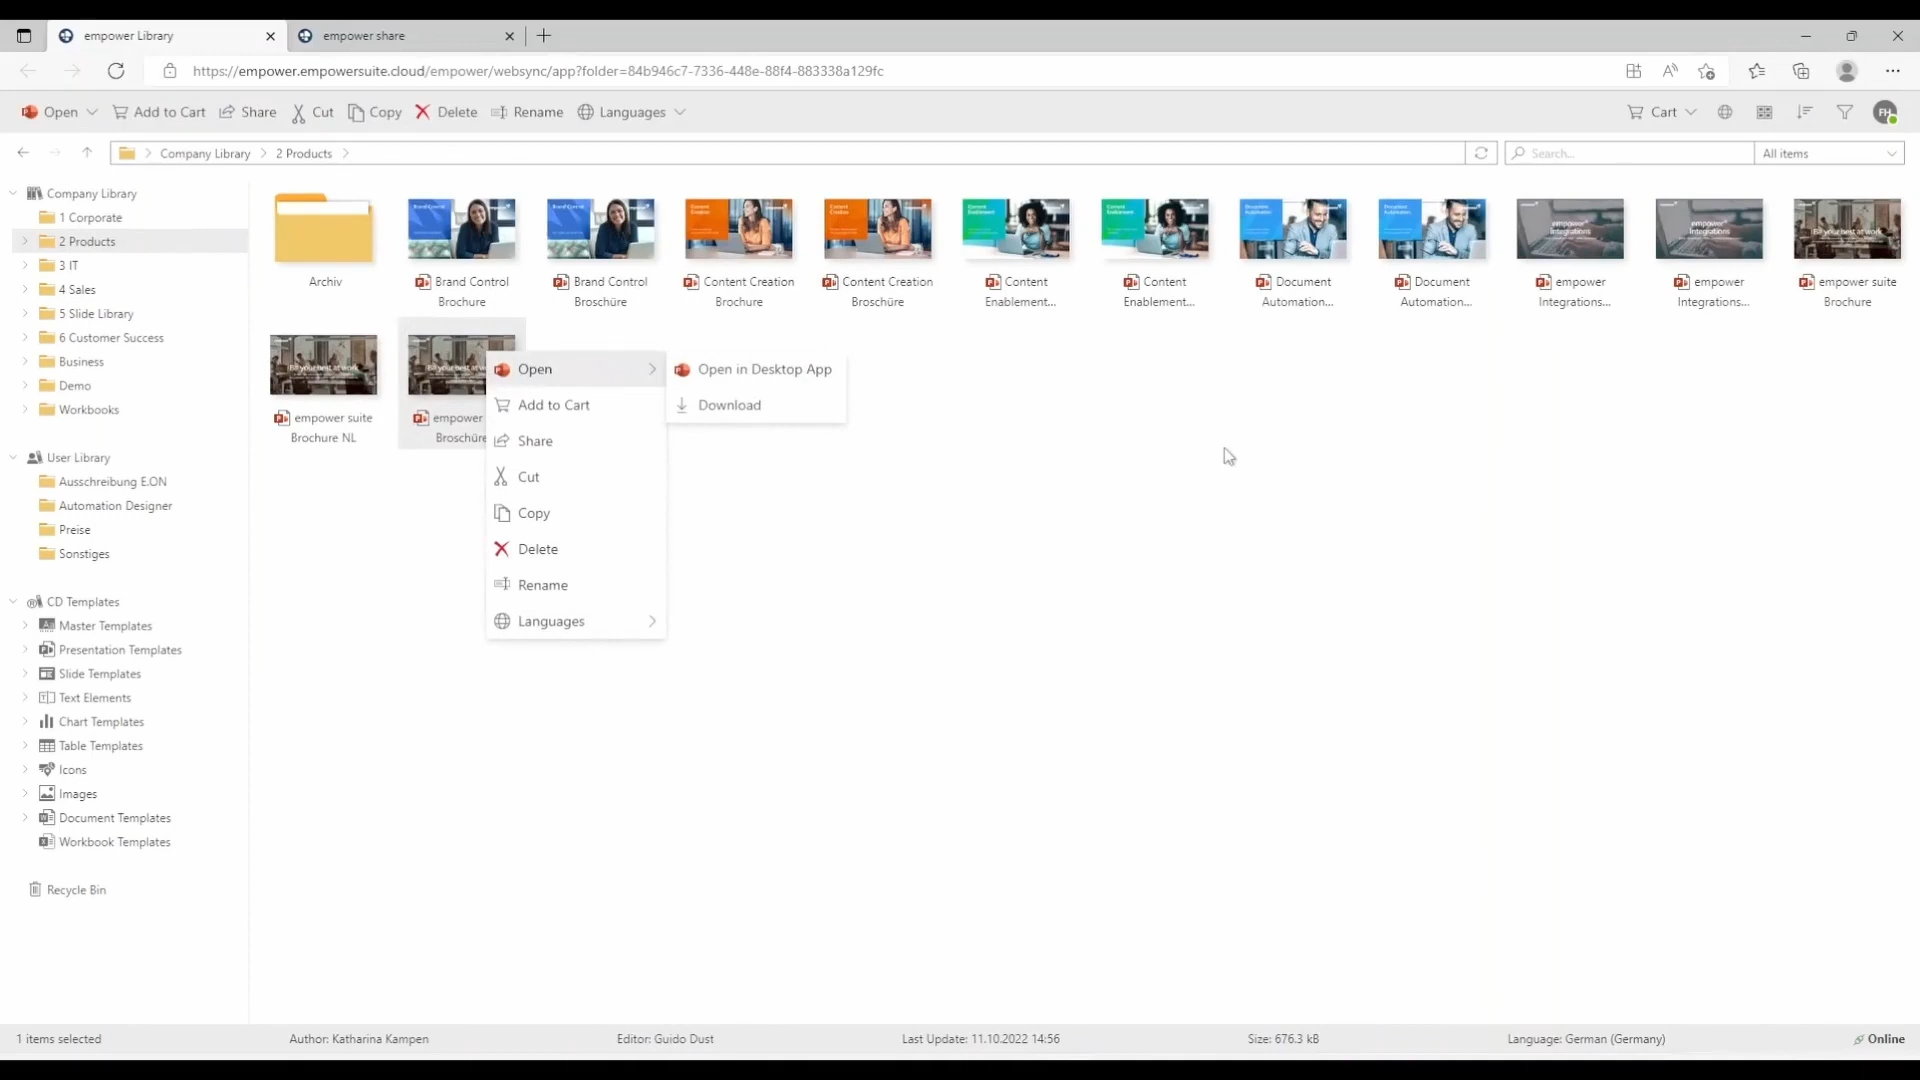 empower Library
empower share
https://empower.empowersuite.cloud/empower/websync/app?folder=84b946c7-7336-448e-88f4-883338a129fc
Open
Add to Cart
Share
Cut
Copy
Delete
Rename
Languages
Cart
FH
Company Library
2 Products
Search...
All items
Company Library
1 Corporate
2 Products
3 IT
4 Sales
5 Slide Library
6 Customer Success
Business
Demo
Workbooks
User Library
Ausschreibung E.ON
Automation Designer
Preise
Sonstiges
CD Templates
Master Templates
Presentation Templates
Slide Templates
Text Elements
Chart Templates
Table Templates
Icons
Images
Document Templates
Workbook Templates
Recycle Bin
Archiv
Brand Control
Brochure
Brand Control
Broschüre
Content Creation
Brochure
Content Creation
Broschüre
Content
Enablement...
Content
Enablement...
Document
Automation...
Document
Automation...
empower
Integrations...
empower
Integrations...
empower suite
Brochure
empower suite
Brochure NL
empower
Broschüre
Open
Add to Cart
Share
Cut
Copy
Delete
Rename
Languages
Open in Desktop App
Download
1 items selected
Author: Katharina Kampen
Editor: Guido Dust
Last Update: 11.10.2022 14:56
Size: 676.3 kB
Language: German (Germany)
Online